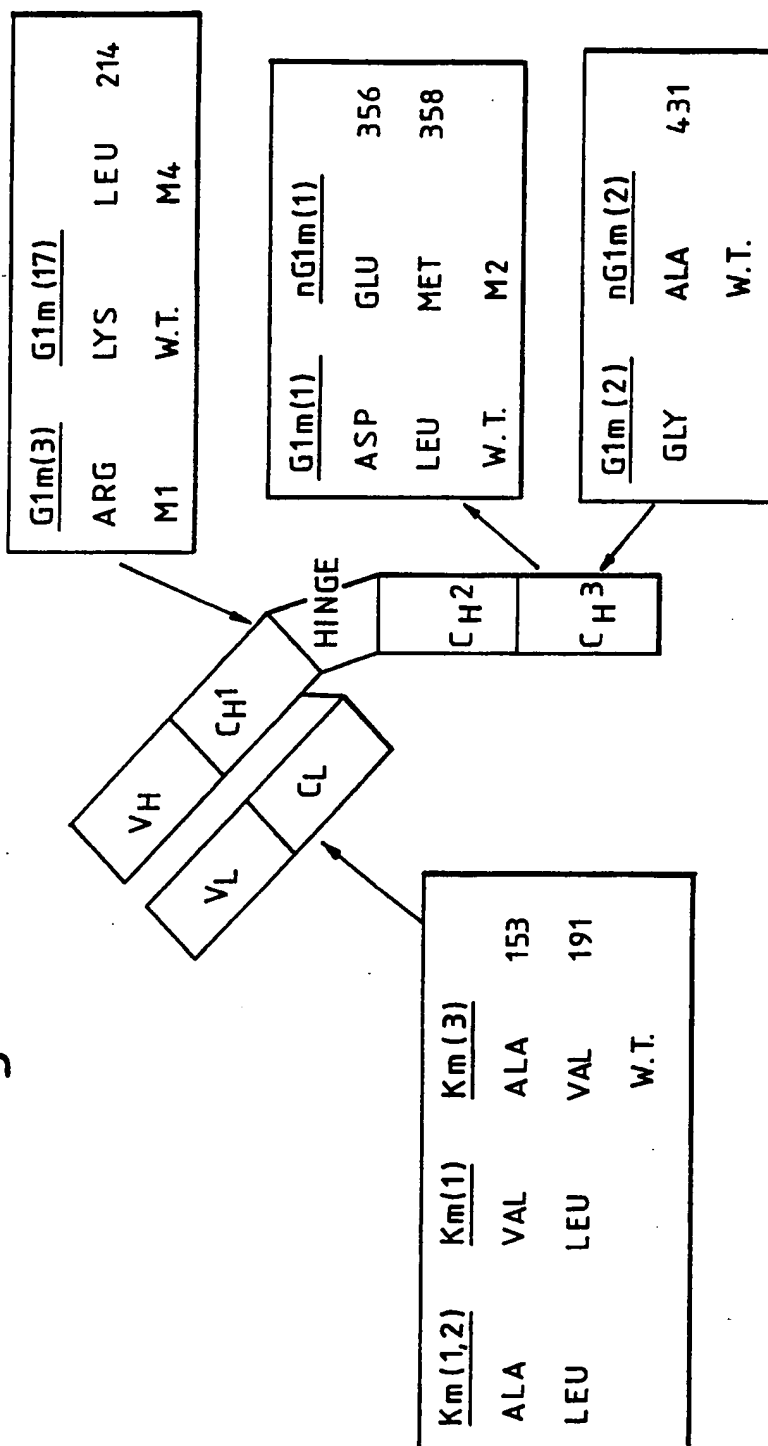 G1m(3) G1m(17)
ARG LYS LEU 214
M1 W.T. M4
G1m(1) nG1m(1)
ASP GLU 356
LEU MET 358
W.T. M2
G1m(2) nG1m(2)
GLY ALA 431
W.T.
VH
CH1
VL
CL
HINGE
CH2
CH3
Km(1,2) Km(1) Km(3)
ALA VAL ALA 153
LEU LEU VAL 191
W.T.